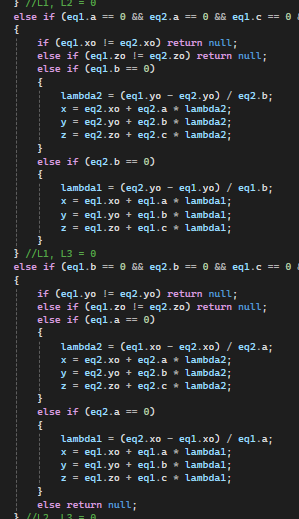 } //L1, L2 = 0
else if (eq1.a == 0 && eq2.a == 0 && eq1.c == 0 &
{
if (eq1.xo != eq2.xo) return null;
else if (eq1.zo != eq2.zo) return null;
else if (eq1.b == 0)
{
lambda2 = (eq1.yo - eq2.yo) / eq2.b;
x = eq2.xo + eq2.a * lambda2;
y = eq2.yo + eq2.b * lambda2;
z = eq2.zo + eq2.c * lambda2;
}
else if (eq2.b == 0)
{
lambda1 = (eq2.yo - eq1.yo) / eq1.b;
x = eq1.xo + eq1.a * lambda1;
y = eq1.yo + eq1.b * lambda1;
z = eq1.zo + eq1.c * lambda1;
}
} //L1, L3 = 0
else if (eq1.b == 0 && eq2.b == 0 && eq1.c == 0 &
{
if (eq1.yo != eq2.yo) return null;
else if (eq1.zo != eq2.zo) return null;
else if (eq1.a == 0)
{
lambda2 = (eq1.xo - eq2.xo) / eq2.a;
x = eq2.xo + eq2.a * lambda2;
y = eq2.yo + eq2.b * lambda2;
z = eq2.zo + eq2.c * lambda2;
}
else if (eq2.a == 0)
{
lambda1 = (eq2.xo - eq1.xo) / eq1.a;
x = eq1.xo + eq1.a * lambda1;
y = eq1.yo + eq1.b * lambda1;
z = eq1.zo + eq1.c * lambda1;
}
else return null;
} //L2, L3 = 0